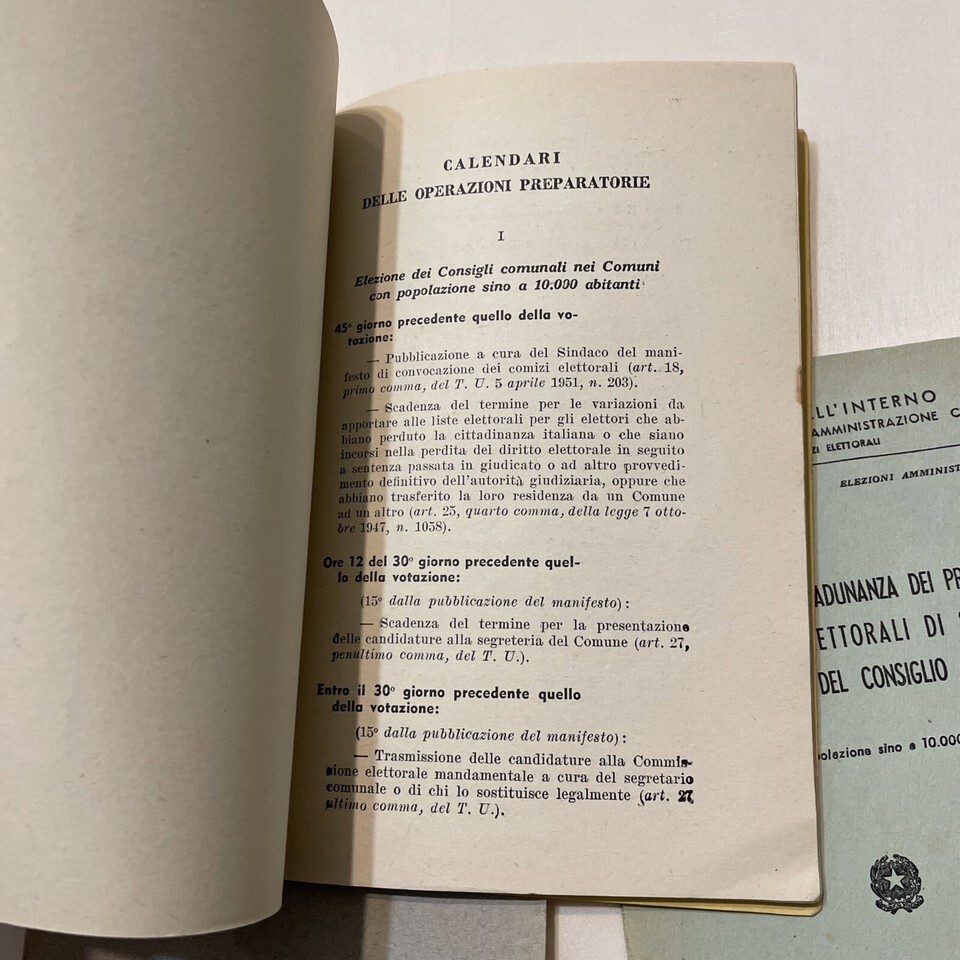 CALENDARI
DELLE OPERAZIONI PREPARATORIE
I
Elezione dei Consigli comunali nei Comuni
con popolazione sino a 10.000 abitanti
45° giorno precedente quello della vo-
tazione:
— Pubblicazione a cura del Sindaco del mani-
festo di convocazione dei comizi elettorali (art. 18,
primo comma, del T. U. 5 aprile 1951, n. 203).
— Scadenza del termine per le variazioni da
apportare alle liste elettorali per gli elettori che ab-
biano perduto la cittadinanza italiana o che siano
incorsi nella perdita del diritto elettorale in seguito
a sentenza passata in giudicato o ad altro provvedi-
mento definitivo dell'autorità giudiziaria, oppure che
abbiano trasferito la loro residenza da un Comune
ad un altro (art. 25, quarto comma, della legge 7 otto-
bre 1947, n. 1058).
Ore 12 del 30° giorno precedente quel-
lo della votazione:
(15° dalla pubblicazione del manifesto):
— Scadenza del termine per la presentazione
delle candidature alla segreteria del Comune (art. 27,
penultimo comma, del T. U.).
Entro il 30° giorno precedente quello
della votazione:
(15° dalla pubblicazione del manifesto):
— Trasmissione delle candidature alla Commis-
sione elettorale mandamentale a cura del segretario
comunale o di chi lo sostituisce legalmente (art. 27
ultimo comma, del T. U.).
LL'INTERNO
AMMINISTRAZIONE C
ZI ELETTORALI
ELEZIONI AMMINIST
ADUNANZA DEI PR
ETTORALI DI
DEL CONSIGLIO
polazione sino a 10.000